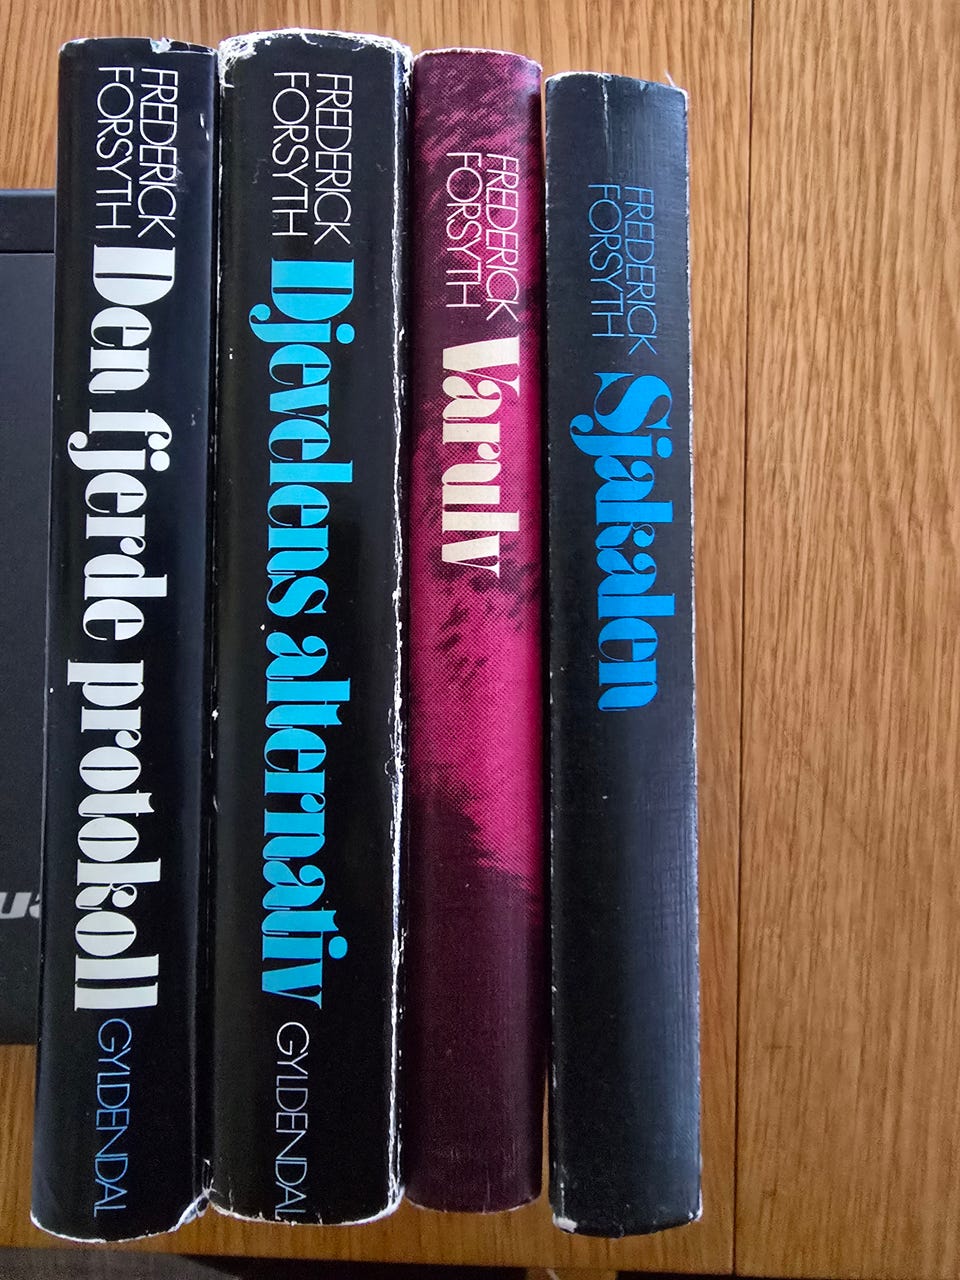 FREDERICK
FORSYTH
Den fjerde protokoll
GYLDENDAL
FREDERICK
FORSYTH
Djevelens alternativ
GYLDENDAL
FREDERICK
FORSYTH
Varulv
FREDERICK
FORSYTH
Sjakalen